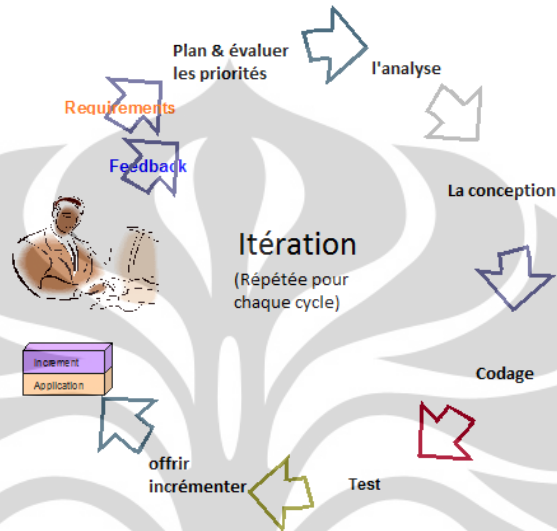 Plan & évaluer
les priorités
l'analyse
Requirements
Feedback
La conception
Itération
(Répétée pour
chaque cycle)
Increment
Application
Codage
offrir
incrémenter
Test